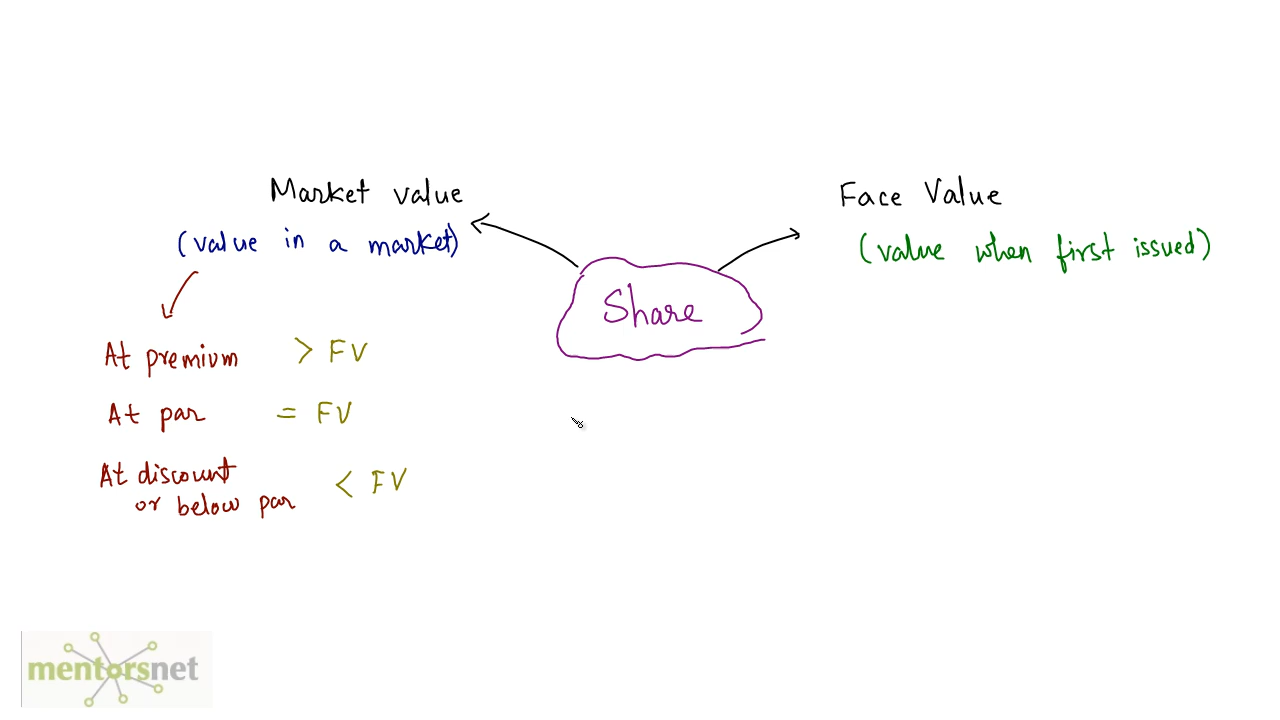 Market value
(value in a market)
Face Value
(value when first issued)
Share
At premium > FV
At par = FV
At discount
or below par < FV
mentorsnet